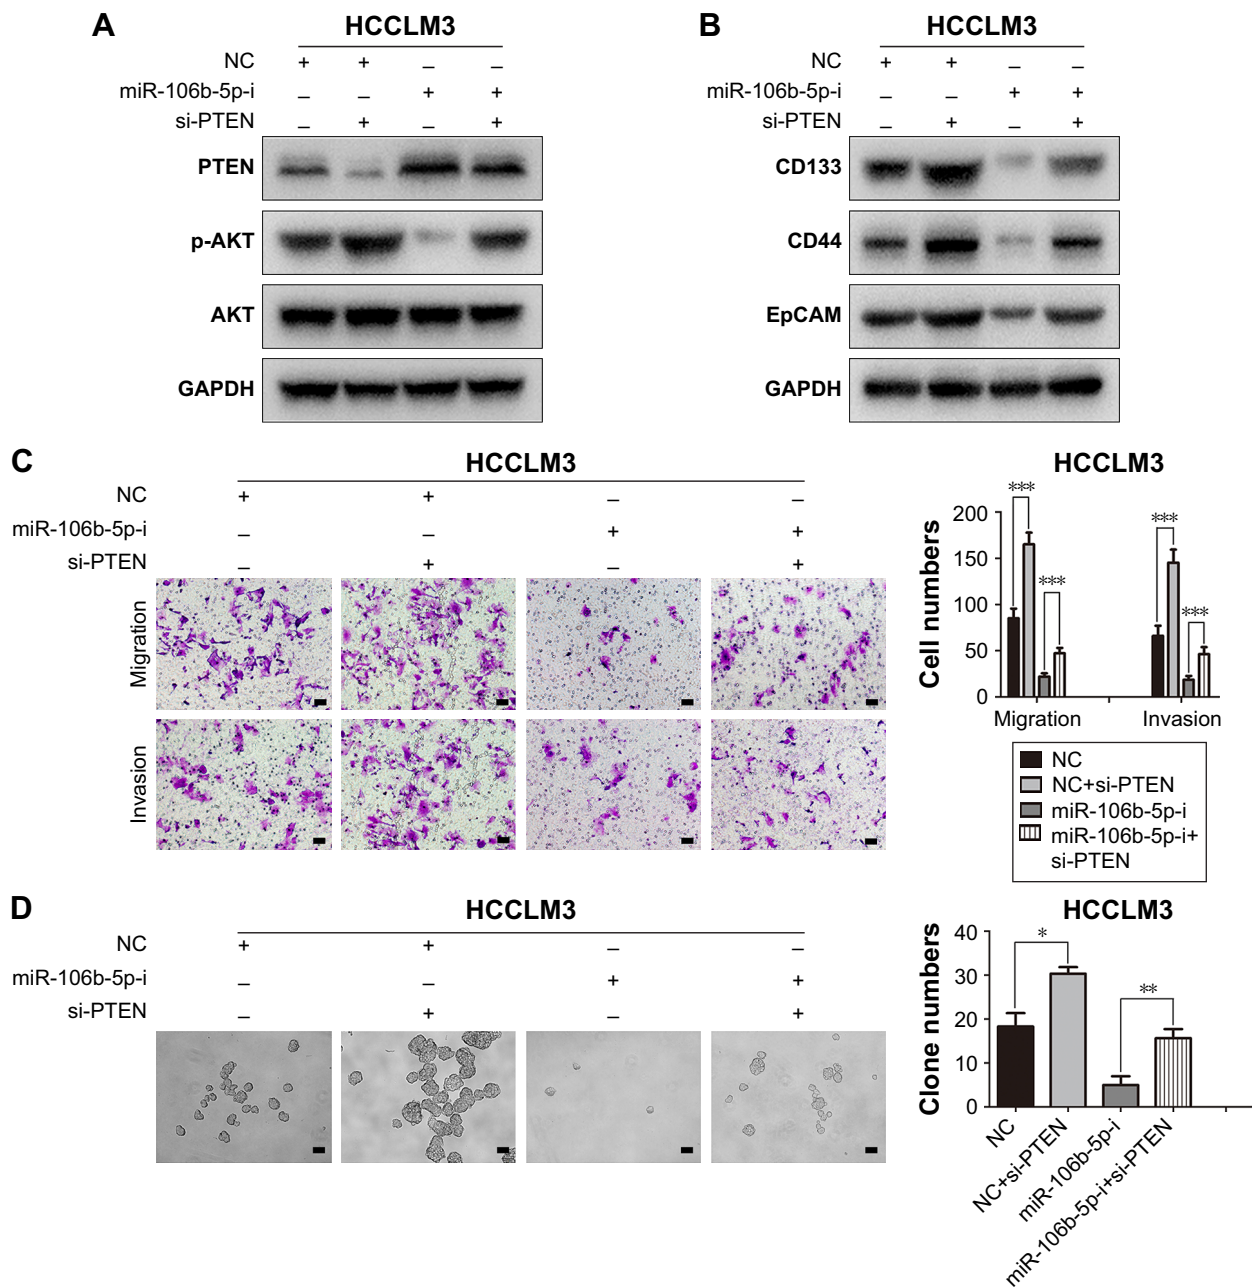 A
HCCLM3
NC + + – –
miR-106b-5p-i – – + +
si-PTEN – + – +
PTEN
p-AKT
AKT
GAPDH
B
HCCLM3
NC + + – –
miR-106b-5p-i – – + +
si-PTEN – + – +
CD133
CD44
EpCAM
GAPDH
C
HCCLM3
NC + + – –
miR-106b-5p-i – – + +
si-PTEN – + – +
Migration
Invasion
HCCLM3
Cell numbers
200
150
100
50
0
*** *** *** ***
Migration Invasion
NC
NC+si-PTEN
miR-106b-5p-i
miR-106b-5p-i+
si-PTEN
D
HCCLM3
NC + + – –
miR-106b-5p-i – – + +
si-PTEN – + – +
HCCLM3
Clone numbers
40
30
20
10
0
* **
NC
NC+si-PTEN
miR-106b-5p-i
miR-106b-5p-i+si-PTEN